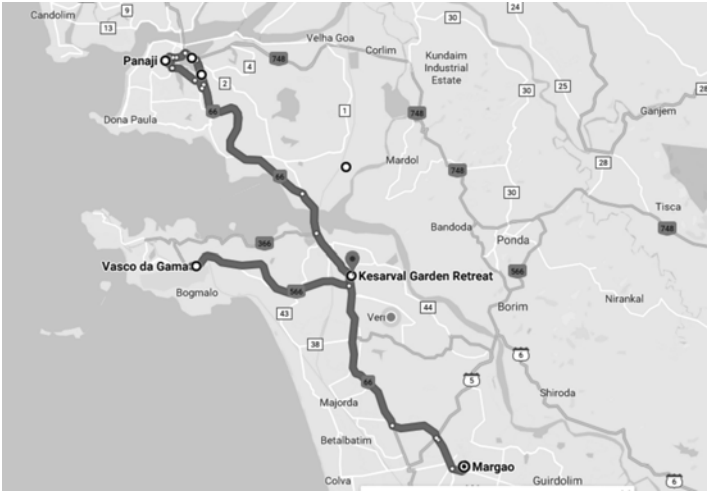 Candolim
9
13
24
30
30
Velha Goa
Corlim
Kundaim
Industrial
Estate
Panaji
748
4
2
25
30
28
66
Dona Paula
1
748
Ganjem
Mardol
28
66
748
30
Tisca
Bandoda
748
366
Ponda
Vasco da Gama
Kesarval Garden Retreat
566
Bogmalo
566
Nirankal
43
44
Borim
Veri
38
6
66
5
Shiroda
Majorda
Betalbatim
Margao
Colva
Guirdolim
6